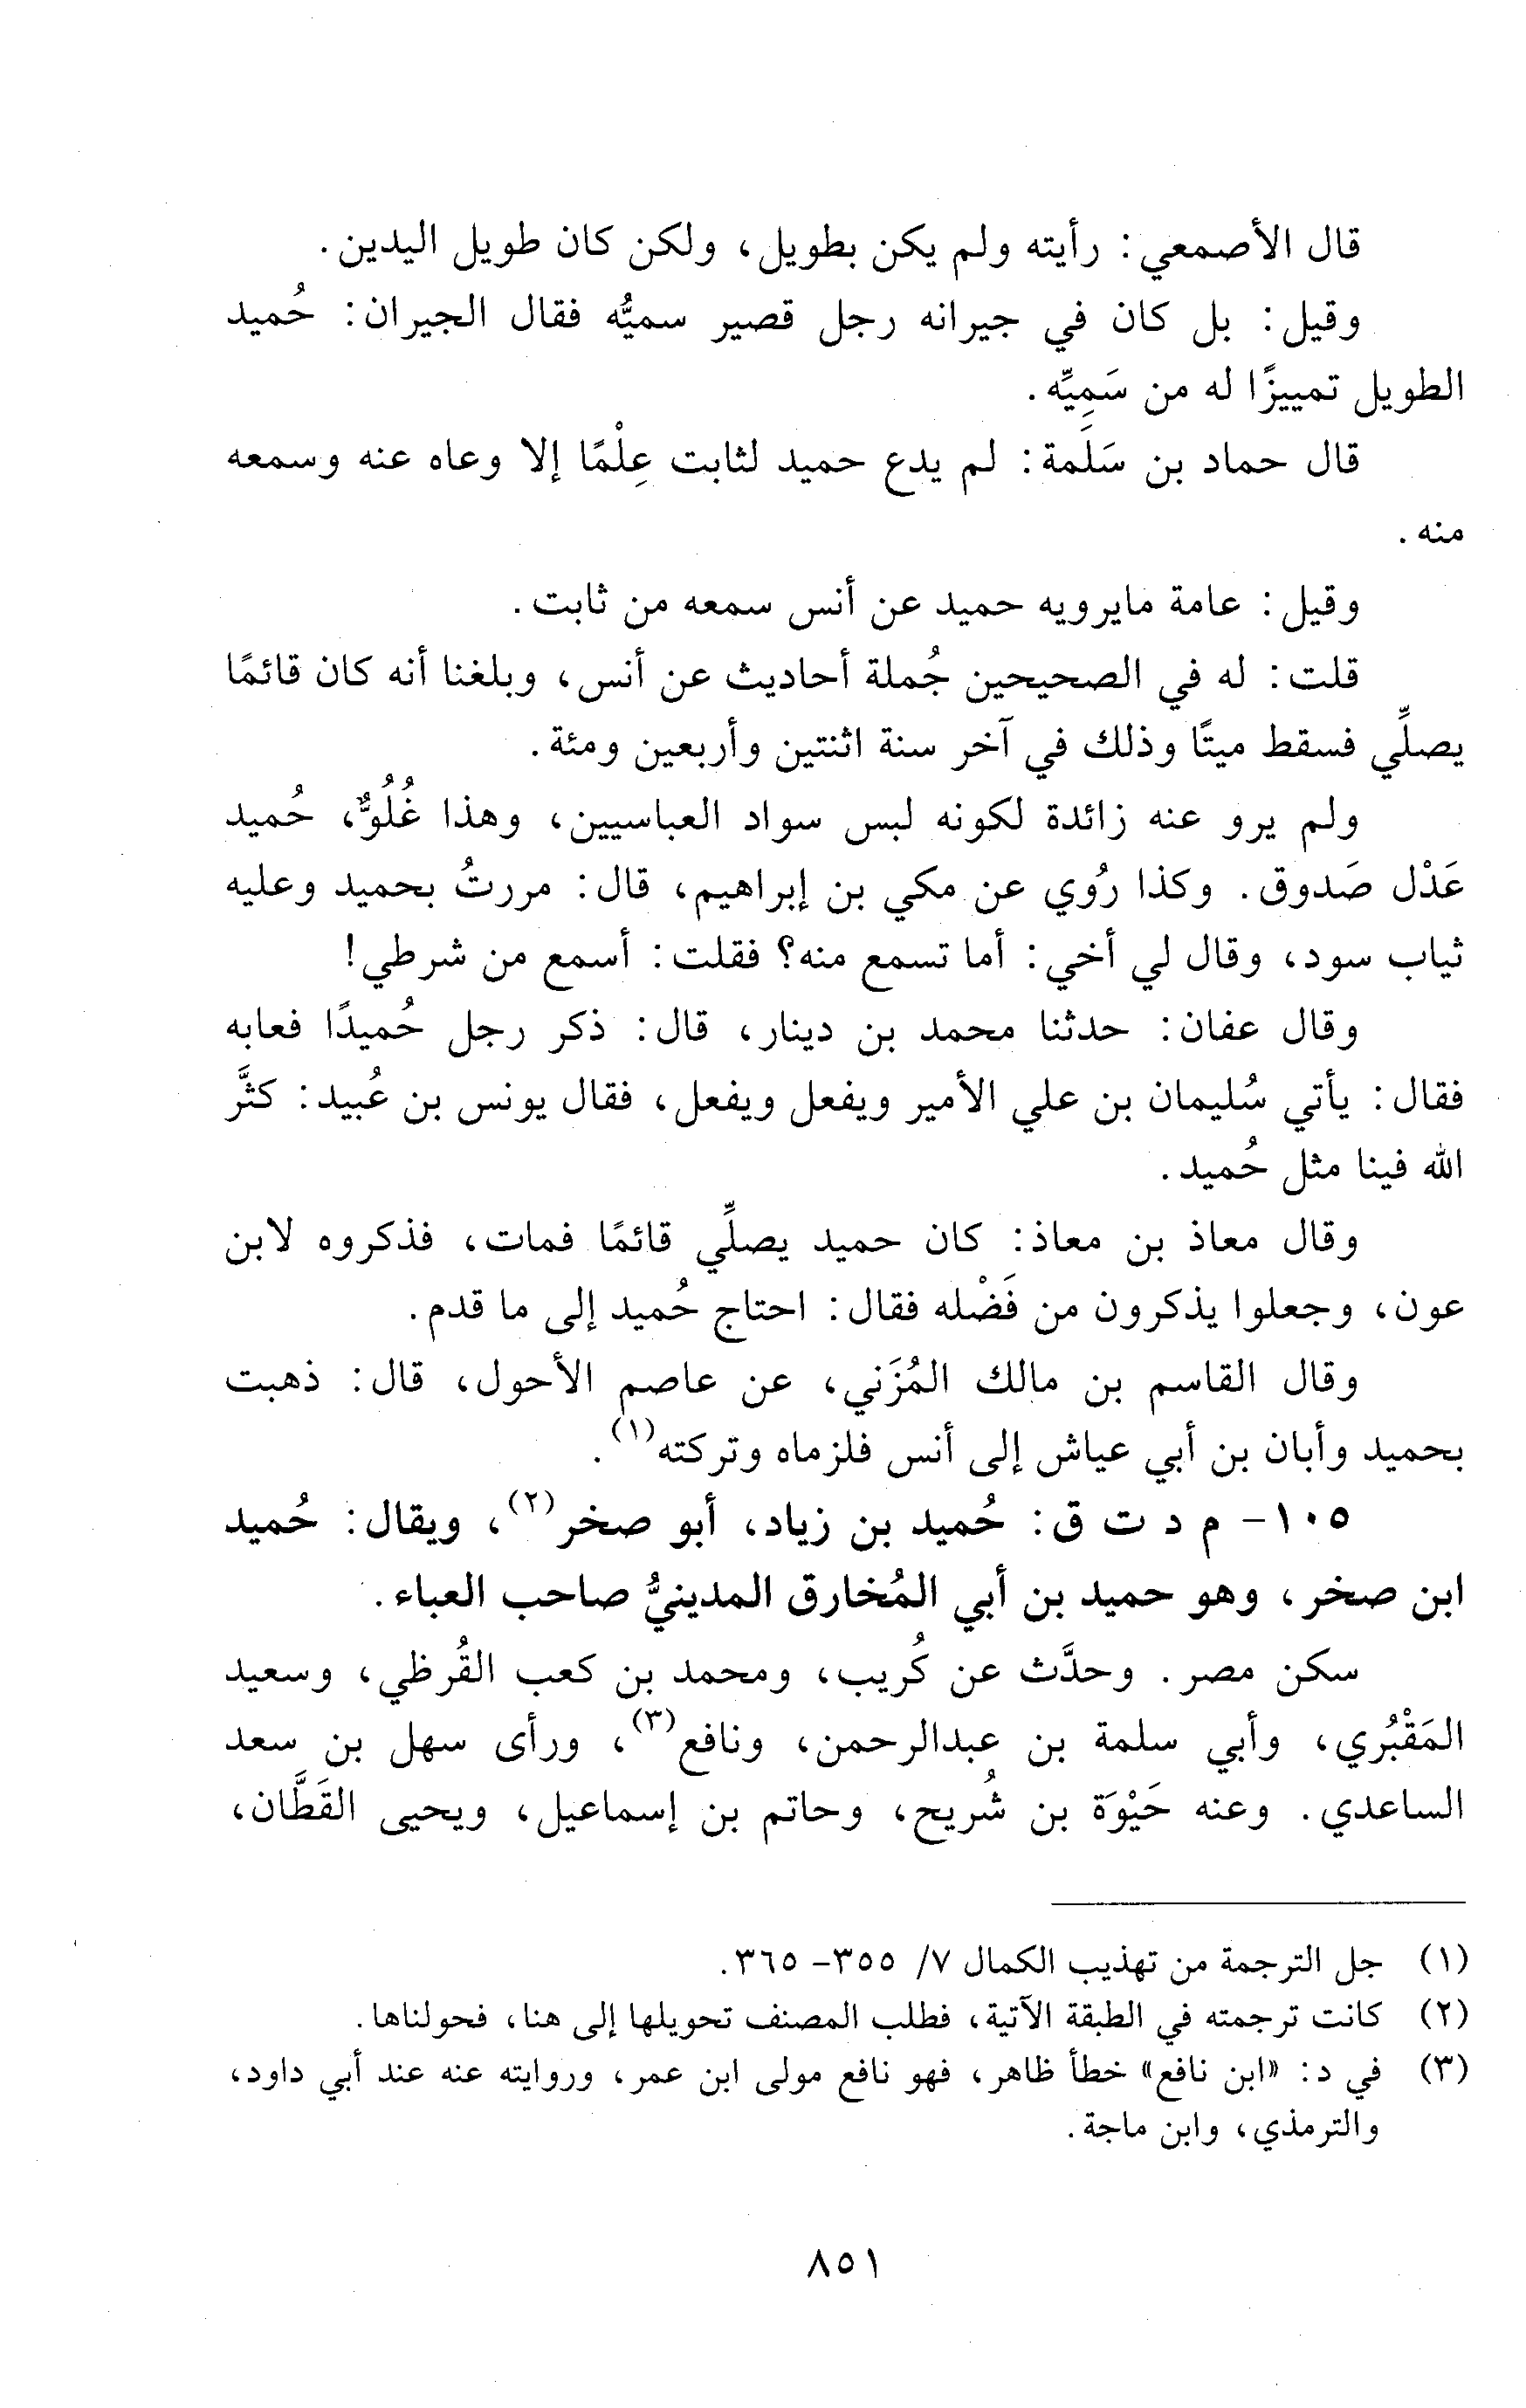 قال الأصمعي: رأيته ولم يكن بطويل، ولكن كان طويل اليدين.
وقيل: بل كان في جيرانه رجل قصير سميُّه فقال الجيران: حُميد
الطويل تمييزًا له من سَمِيِّه.
قال حماد بن سَلَمة: لم يدع حميد لثابت عِلْمًا إلا وعاه عنه وسمعه
منه.
وقيل: عامة مايرويه حميد عن أنس سمعه من ثابت.
قلت: له في الصحيحين جُملة أحاديث عن أنس، وبلغنا أنه كان قائمًا
يصلِّي فسقط ميتًا وذلك في آخر سنة اثنتين وأربعين ومئة.
ولم يرو عنه زائدة لكونه لبس سواد العباسيين، وهذا غُلُوٌّ، حُميد
عَدْل صَدوق. وكذا رُوي عن مكي بن إبراهيم، قال: مررتُ بحميد وعليه
ثياب سود، وقال لي أخي: أما تسمع منه؟ فقلت: أسمع من شرطي!
وقال عفان: حدثنا محمد بن دينار، قال: ذكر رجل حُميدًا فعابه
فقال: يأتي سُليمان بن علي الأمير ويفعل ويفعل، فقال يونس بن عُبيد: كثَّر
الله فينا مثل حُميد.
وقال معاذ بن معاذ: كان حميد يصلِّي قائمًا فمات، فذكروه لابن
عون، وجعلوا يذكرون من فَضْله فقال: احتاج حُميد إلى ما قدم.
وقال القاسم بن مالك المُزَني، عن عاصم الأحول، قال: ذهبت
بحميد وأبان بن أبي عياش إلى أنس فلزماه وتركته(١).
١٠٥- م د ت ق: حُميد بن زياد، أبو صخر(٢)، ويقال: حُميد
ابن صخر، وهو حميد بن أبي المُخارق المدينيُّ صاحب العباء.
سكن مصر. وحدَّث عن كُريب، ومحمد بن كعب القُرظي، وسعيد
المَقْبُري، وأبي سلمة بن عبدالرحمن، ونافع(٣)، ورأى سهل بن سعد
الساعدي. وعنه حَيْوَة بن شُريح، وحاتم بن إسماعيل، ويحيى القَطَّان،
(١) جل الترجمة من تهذيب الكمال ٧/ ٣٥٥- ٣٦٥.
(٢) كانت ترجمته في الطبقة الآتية، فطلب المصنف تحويلها إلى هنا، فحولناها.
(٣) في د: «ابن نافع» خطأ ظاهر، فهو نافع مولى ابن عمر، وروايته عنه عند أبي داود،
والترمذي، وابن ماجة.
٨٥١